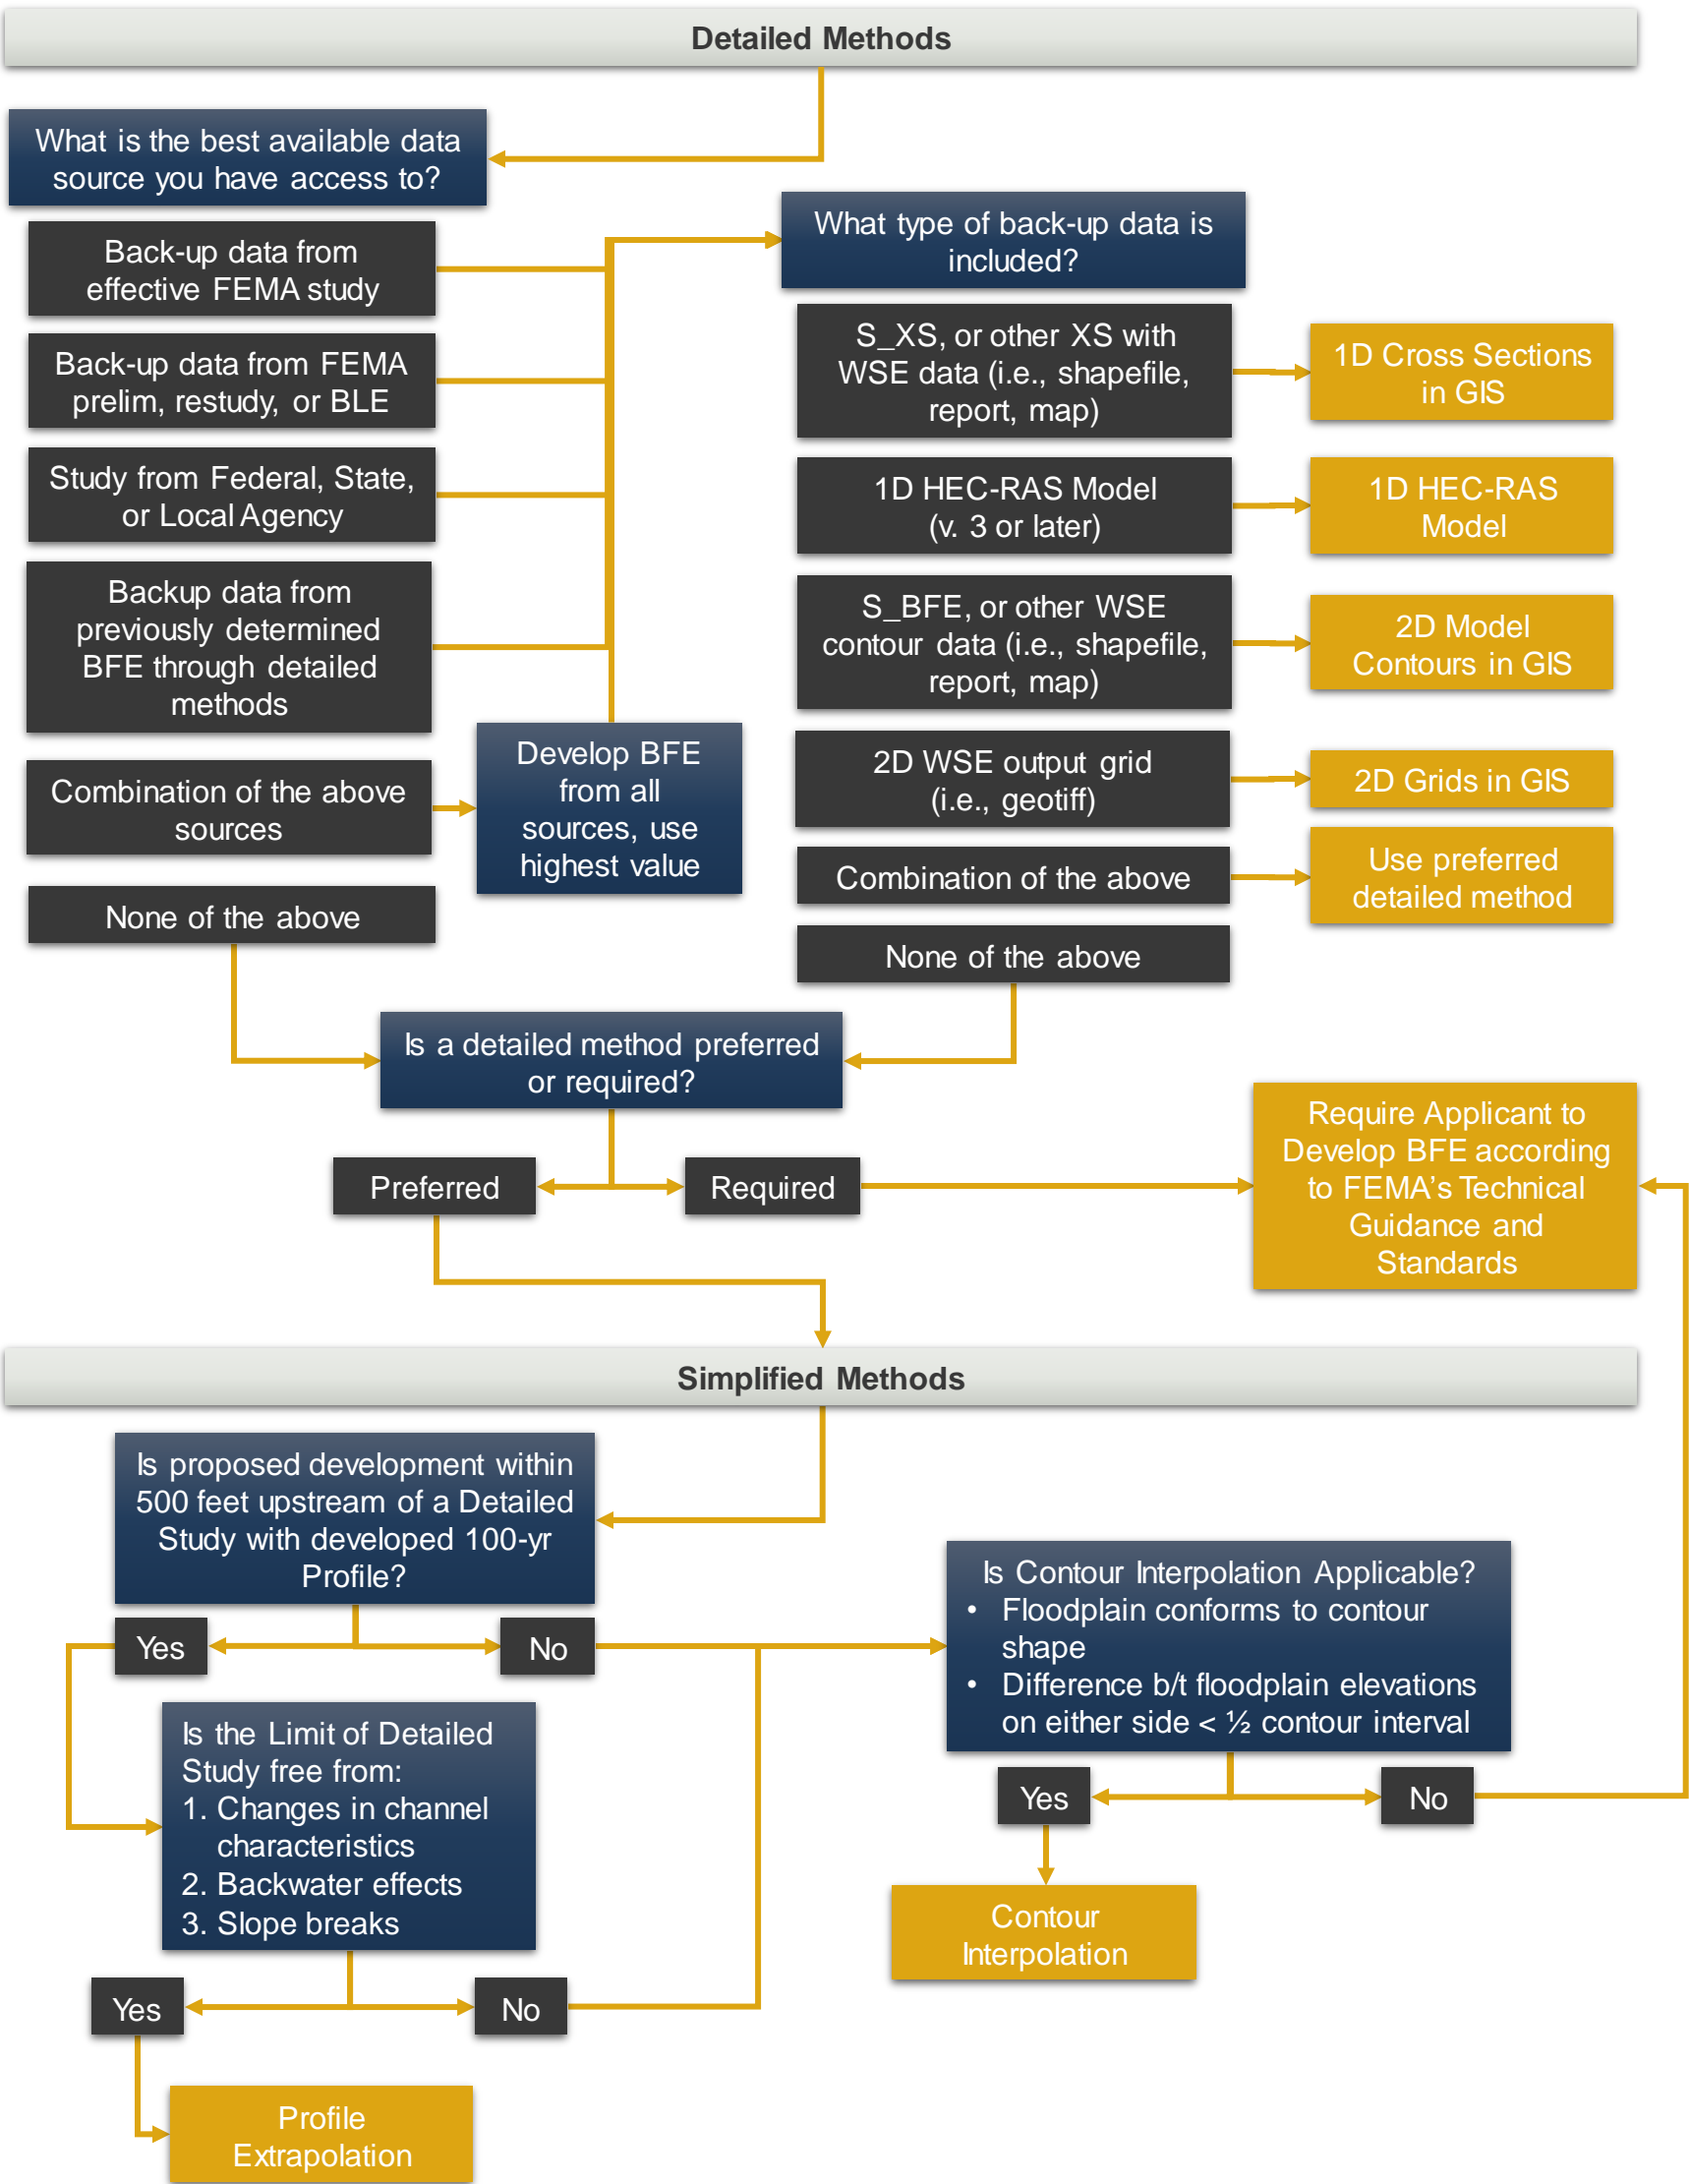 Detailed Methods
What is the best available data
source you have access to?
Back-up data from
effective FEMA study
Back-up data from FEMA
prelim, restudy, or BLE
Study from Federal, State,
or Local Agency
Backup data from
previously determined
BFE through detailed
methods
Combination of the above
sources
None of the above
Develop BFE
from all
sources, use
highest value
What type of back-up data is
included?
S_XS, or other XS with
WSE data (i.e., shapefile,
report, map)
1D Cross Sections
in GIS
1D HEC-RAS Model
(v. 3 or later)
1D HEC-RAS
Model
S_BFE, or other WSE
contour data (i.e., shapefile,
report, map)
2D Model
Contours in GIS
2D WSE output grid
(i.e., geotiff)
2D Grids in GIS
Combination of the above
Use preferred
detailed method
None of the above
Is a detailed method preferred
or required?
Preferred
Required
Require Applicant to
Develop BFE according
to FEMA's Technical
Guidance and
Standards
Simplified Methods
Is proposed development within
500 feet upstream of a Detailed
Study with developed 100-yr
Profile?
Yes
No
Is the Limit of Detailed
Study free from:
1. Changes in channel
characteristics
2. Backwater effects
3. Slope breaks
Yes
No
Profile
Extrapolation
Is Contour Interpolation Applicable?
• Floodplain conforms to contour
shape
• Difference b/t floodplain elevations
on either side < ½ contour interval
Yes
No
Contour
Interpolation